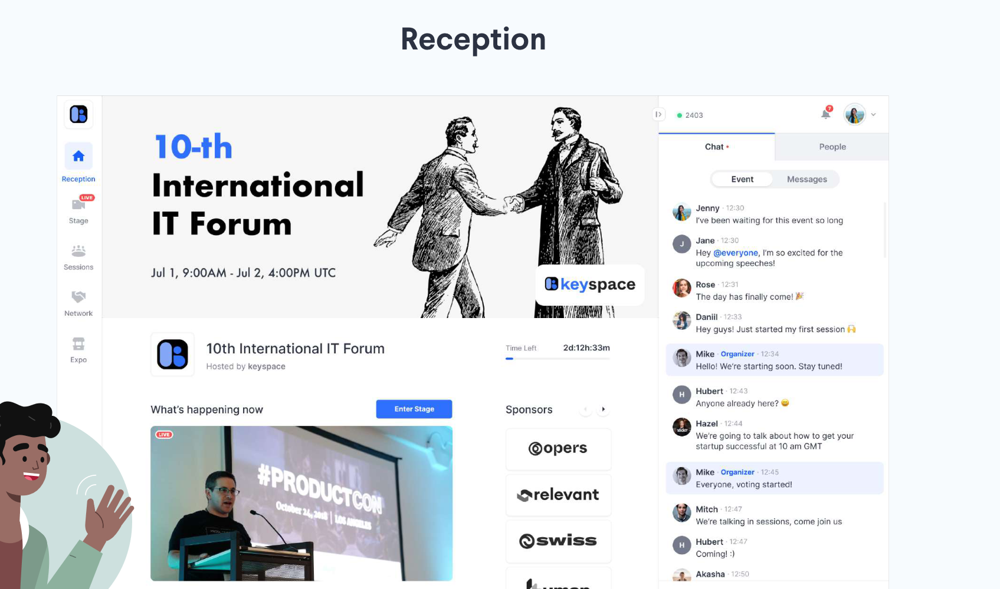 Reception
Reception
LIVE
Stage
Sessions
Network
Expo
10-th
International
IT Forum
Jul 1, 9:00AM - Jul 2, 4:00PM UTC
keyspace
10th International IT Forum
Hosted by keyspace
Time Left 2d:12h:33m
What's happening now
Enter Stage
LIVE
#PRODUCTCON
October 24, 2018 | LOS ANGELES
Sponsors
opers
relevant
swiss
2403
7
Chat
People
Event
Messages
Jenny · 12:30
I've been waiting for this event so long
J
Jane · 12:30
Hey @everyone, I'm so excited for the
upcoming speeches!
Rose · 12:31
The day has finally come! 🎉
Daniil · 12:33
Hey guys! Just started my first session 🙌
Mike · Organizer · 12:34
Hello! We're starting soon. Stay tuned!
H
Hubert · 12:43
Anyone already here? 😀
Hazel · 12:44
We're going to talk about how to get your
startup successful at 10 am GMT
Mike · Organizer · 12:45
Everyone, voting started!
Mitch · 12:47
We're talking in sessions, come join us
H
Hubert · 12:47
Coming! :)
Akasha · 12:50